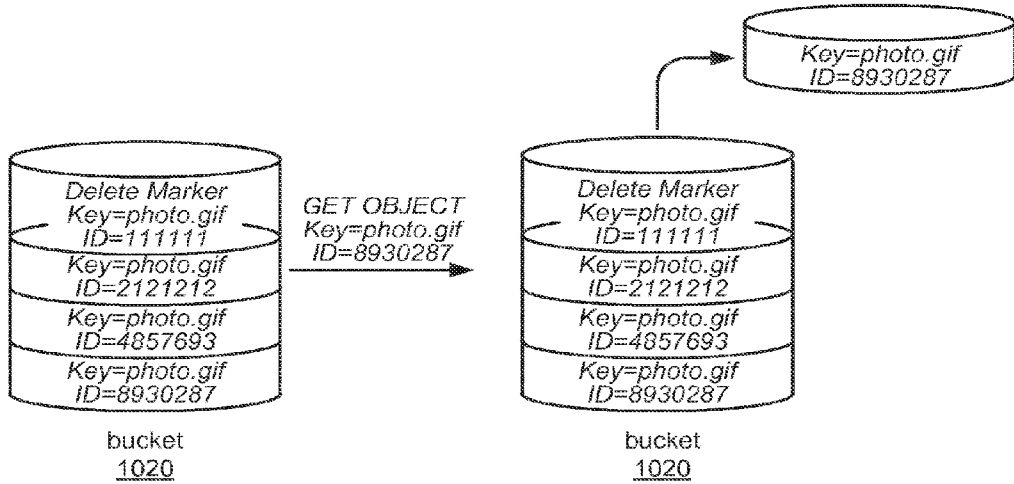 Key=photo.gif
ID=8930287
Delete Marker
Key=photo.gif
ID=111111
Key=photo.gif
ID=2121212
Key=photo.gif
ID=4857693
Key=photo.gif
ID=8930287
bucket
1020
GET OBJECT
Key=photo.gif
ID=8930287
Delete Marker
Key=photo.gif
ID=111111
Key=photo.gif
ID=2121212
Key=photo.gif
ID=4857693
Key=photo.gif
ID=8930287
bucket
1020